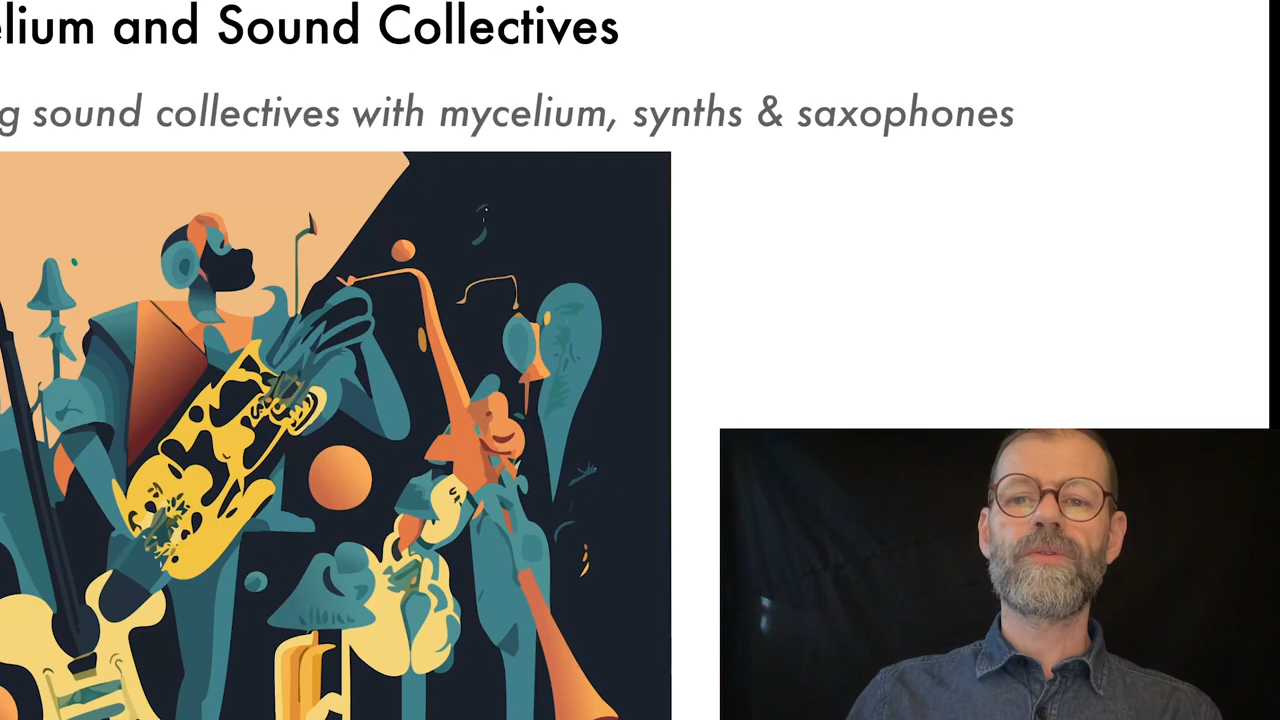 elium and Sound Collectives
g sound collectives with mycelium, synths & saxophones